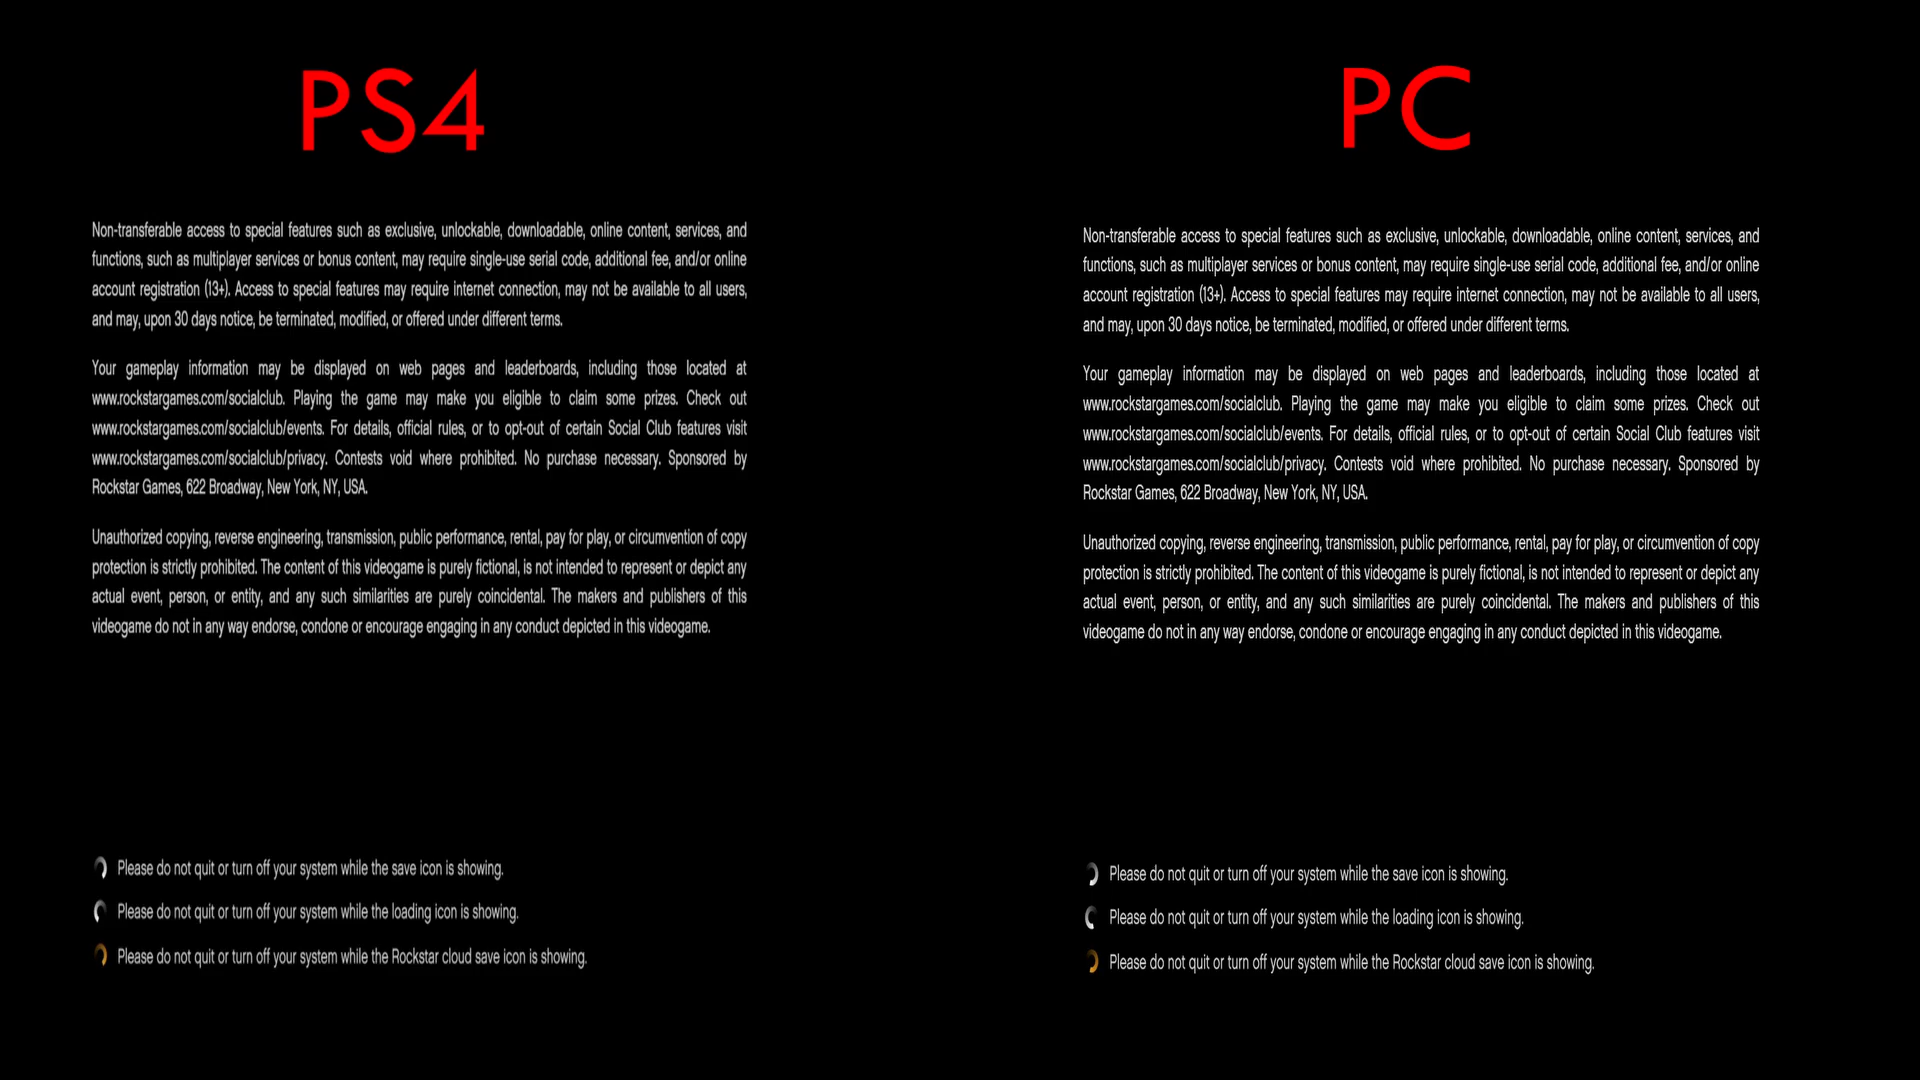 PS4
Non-transferable access to special features such as exclusive, unlockable, downloadable, online content, services, and
functions, such as multiplayer services or bonus content, may require single-use serial code, additional fee, and/or online
account registration (13+). Access to special features may require internet connection, may not be available to all users,
and may, upon 30 days notice, be terminated, modified, or offered under different terms.
Your gameplay information may be displayed on web pages and leaderboards, including those located at
www.rockstargames.com/socialclub. Playing the game may make you eligible to claim some prizes. Check out
www.rockstargames.com/socialclub/events. For details, official rules, or to opt-out of certain Social Club features visit
www.rockstargames.com/socialclub/privacy. Contests void where prohibited. No purchase necessary. Sponsored by
Rockstar Games, 622 Broadway, New York, NY, USA.
Unauthorized copying, reverse engineering, transmission, public performance, rental, pay for play, or circumvention of copy
protection is strictly prohibited. The content of this videogame is purely fictional, is not intended to represent or depict any
actual event, person, or entity, and any such similarities are purely coincidental. The makers and publishers of this
videogame do not in any way endorse, condone or encourage engaging in any conduct depicted in this videogame.
Please do not quit or turn off your system while the save icon is showing.
Please do not quit or turn off your system while the loading icon is showing.
Please do not quit or turn off your system while the Rockstar cloud save icon is showing.
PC
Non-transferable access to special features such as exclusive, unlockable, downloadable, online content, services, and
functions, such as multiplayer services or bonus content, may require single-use serial code, additional fee, and/or online
account registration (13+). Access to special features may require internet connection, may not be available to all users,
and may, upon 30 days notice, be terminated, modified, or offered under different terms.
Your gameplay information may be displayed on web pages and leaderboards, including those located at
www.rockstargames.com/socialclub. Playing the game may make you eligible to claim some prizes. Check out
www.rockstargames.com/socialclub/events. For details, official rules, or to opt-out of certain Social Club features visit
www.rockstargames.com/socialclub/privacy. Contests void where prohibited. No purchase necessary. Sponsored by
Rockstar Games, 622 Broadway, New York, NY, USA.
Unauthorized copying, reverse engineering, transmission, public performance, rental, pay for play, or circumvention of copy
protection is strictly prohibited. The content of this videogame is purely fictional, is not intended to represent or depict any
actual event, person, or entity, and any such similarities are purely coincidental. The makers and publishers of this
videogame do not in any way endorse, condone or encourage engaging in any conduct depicted in this videogame.
Please do not quit or turn off your system while the save icon is showing.
Please do not quit or turn off your system while the loading icon is showing.
Please do not quit or turn off your system while the Rockstar cloud save icon is showing.